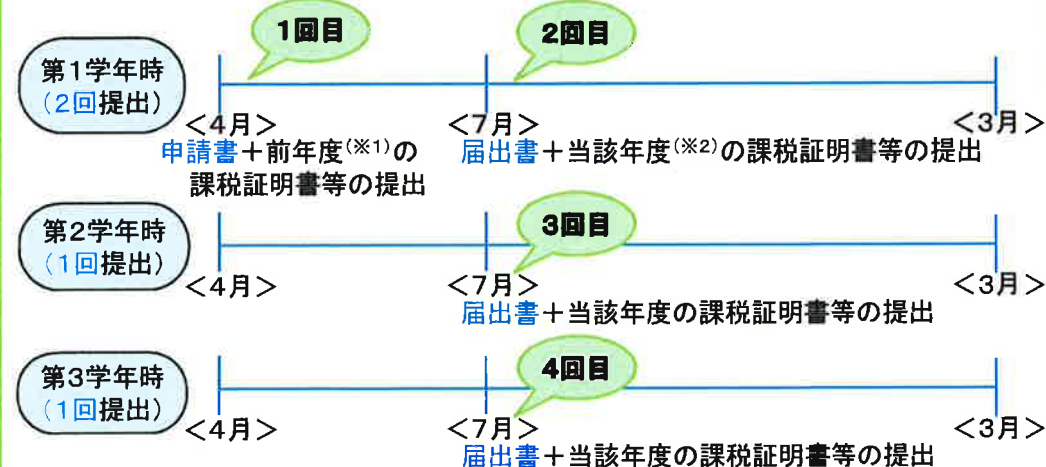 1回目
2回目
第1学年時
(2回提出)
<4月>
<7月>
<3月>
申請書+前年度(※1)の
課税証明書等の提出
届出書+当該年度(※2)の課税証明書等の提出
3回目
第2学年時
(1回提出)
<4月>
<7月>
<3月>
届出書+当該年度の課税証明書等の提出
4回目
第3学年時
(1回提出)
<4月>
<7月>
<3月>
届出書+当該年度の課税証明書等の提出